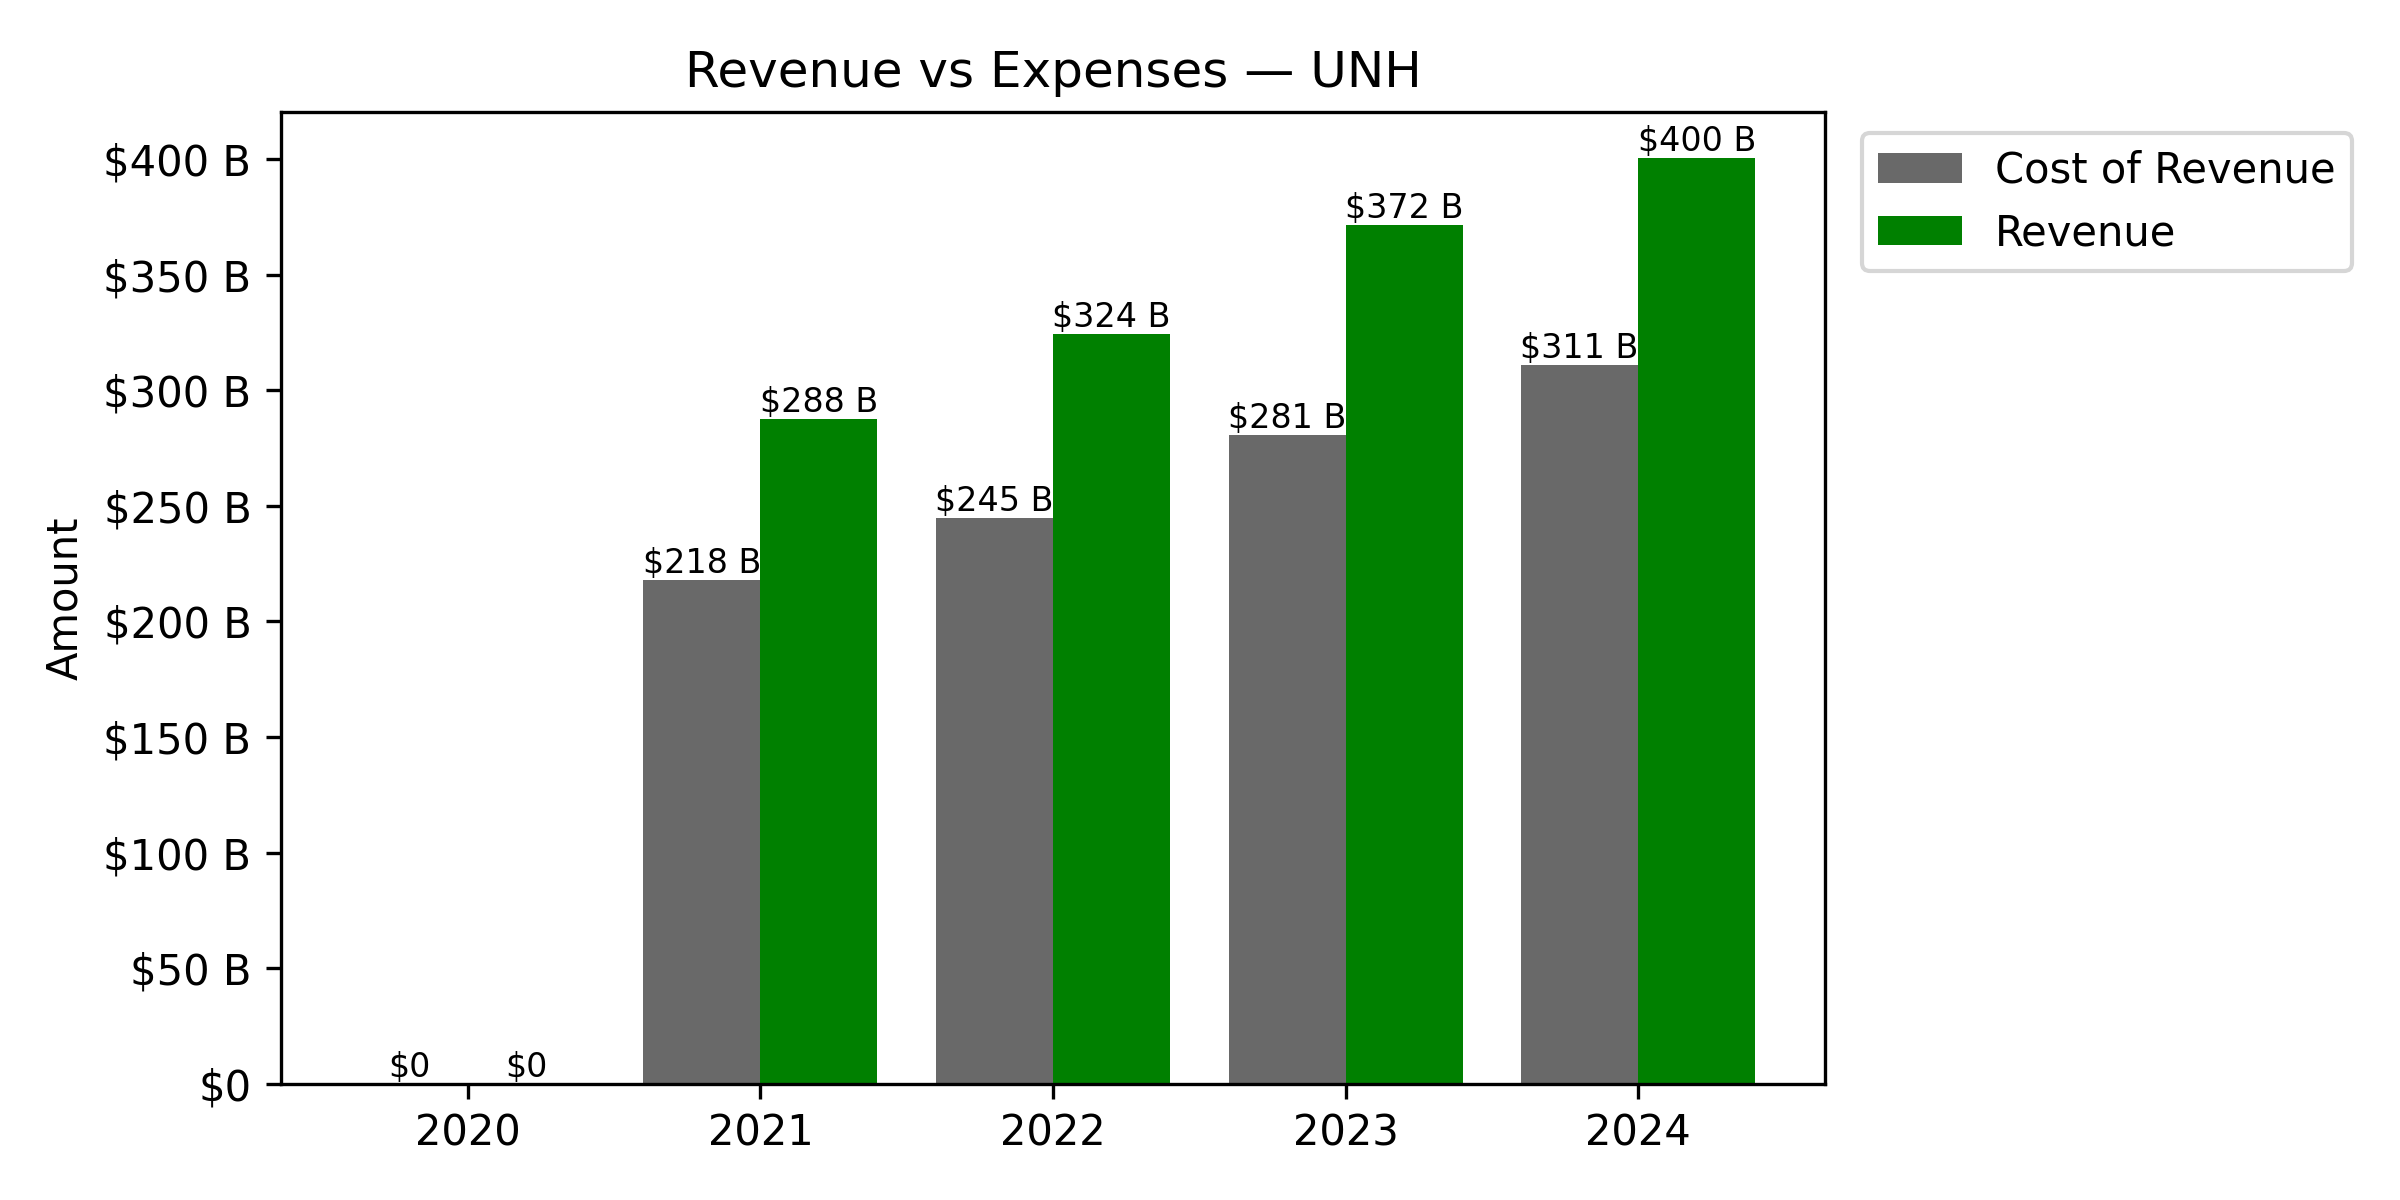 Revenue vs Expenses — UNH
Amount
$400 B
$350 B
$300 B
$250 B
$200 B
$150 B
$100 B
$50 B
$0
$0
$0
$218 B
$288 B
$245 B
$324 B
$281 B
$372 B
$311 B
$400 B
2020
2021
2022
2023
2024
Cost of Revenue
Revenue